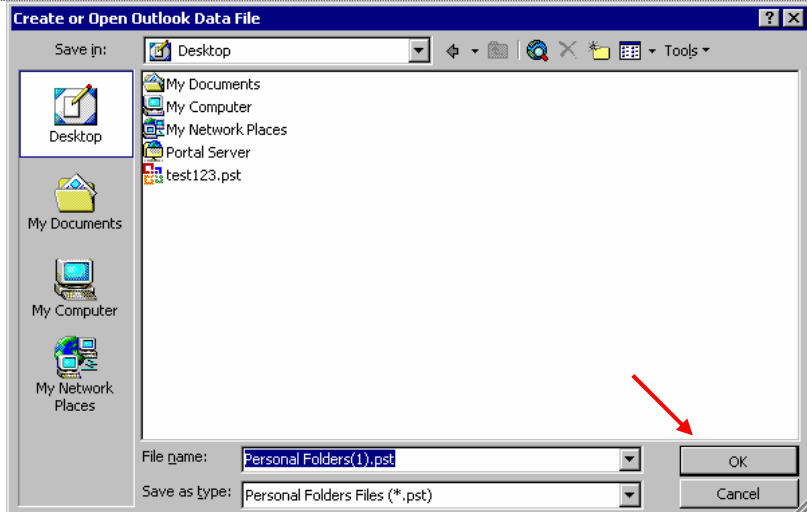 Create or Open Outlook Data File
Save in:
Desktop
Tools
Desktop
My Documents
My Computer
My Network
Places
My Documents
My Computer
My Network Places
Portal Server
test123.pst
File name:
Personal Folders(1).pst
OK
Save as type:
Personal Folders Files (*.pst)
Cancel